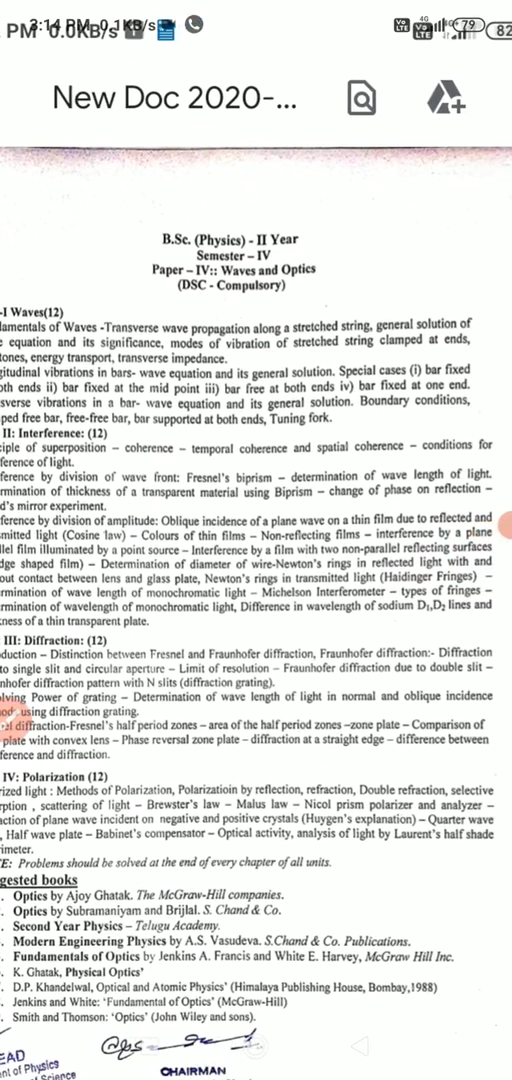 3:14 PM 0.1KB/s
PM 0.0KB/s
4G
79
82
New Doc 2020-...
B.Sc. (Physics) - II Year
Semester – IV
Paper – IV:: Waves and Optics
(DSC - Compulsory)
-I Waves(12)
lamentals of Waves -Transverse wave propagation along a stretched string, general solution of
e equation and its significance, modes of vibration of stretched string clamped at ends,
tones, energy transport, transverse impedance.
gitudinal vibrations in bars- wave equation and its general solution. Special cases (i) bar fixed
oth ends ii) bar fixed at the mid point iii) bar free at both ends iv) bar fixed at one end.
sverse vibrations in a bar- wave equation and its general solution. Boundary conditions,
ped free bar, free-free bar, bar supported at both ends, Tuning fork.
II: Interference: (12)
ciple of superposition – coherence – temporal coherence and spatial coherence – conditions for
ference of light.
ference by division of wave front: Fresnel's biprism – determination of wave length of light.
rmination of thickness of a transparent material using Biprism – change of phase on reflection –
d's mirror experiment.
ference by division of amplitude: Oblique incidence of a plane wave on a thin film due to reflected and
smitted light (Cosine law) – Colours of thin films – Non-reflecting films – interference by a plane
llel film illuminated by a point source – Interference by a film with two non-parallel reflecting surfaces
dge shaped film) – Determination of diameter of wire-Newton's rings in reflected light with and
out contact between lens and glass plate, Newton's rings in transmitted light (Haidinger Fringes) –
rmination of wave length of monochromatic light – Michelson Interferometer – types of fringes –
rmination of wavelength of monochromatic light, Difference in wavelength of sodium D1,D2 lines and
kness of a thin transparent plate.
III: Diffraction: (12)
duction – Distinction between Fresnel and Fraunhofer diffraction, Fraunhofer diffraction:- Diffraction
to single slit and circular aperture – Limit of resolution – Fraunhofer diffraction due to double slit –
nhofer diffraction pattern with N slits (diffraction grating).
lving Power of grating – Determination of wave length of light in normal and oblique incidence
using diffraction grating.
diffraction-Fresnel's half period zones – area of the half period zones –zone plate – Comparison of
plate with convex lens – Phase reversal zone plate – diffraction at a straight edge – difference between
ference and diffraction.
IV: Polarization (12)
rized light : Methods of Polarization, Polarizatioin by reflection, refraction, Double refraction, selective
rption , scattering of light – Brewster's law – Malus law – Nicol prism polarizer and analyzer –
action of plane wave incident on negative and positive crystals (Huygen's explanation) – Quarter wave
, Half wave plate – Babinet's compensator – Optical activity, analysis of light by Laurent's half shade
rimeter.
E: Problems should be solved at the end of every chapter of all units.
gested books
. Optics by Ajoy Ghatak. The McGraw-Hill companies.
. Optics by Subramaniyam and Brijlal. S. Chand & Co.
. Second Year Physics – Telugu Academy.
. Modern Engineering Physics by A.S. Vasudeva. S.Chand & Co. Publications.
. Fundamentals of Optics by Jenkins A. Francis and White E. Harvey, McGraw Hill Inc.
. K. Ghatak, Physical Optics'
. D.P. Khandelwal, Optical and Atomic Physics' (Himalaya Publishing House, Bombay,1988)
. Jenkins and White: 'Fundamental of Optics' (McGraw-Hill)
. Smith and Thomson: 'Optics' (John Wiley and sons).
EAD
nt of Physics
Science
CHAIRMAN